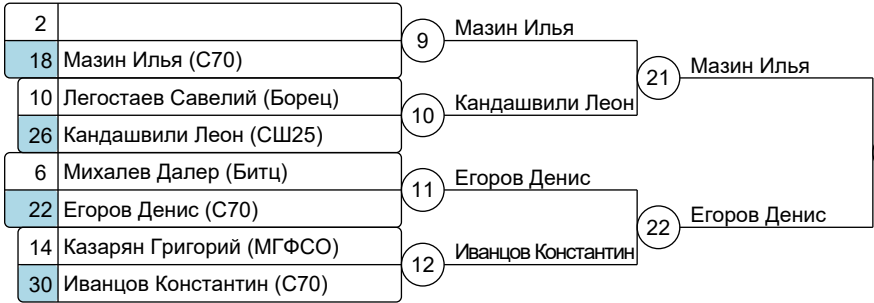 2
9
Мазин Илья
18 Мазин Илья (С70)
21
Мазин Илья
10 Легостаев Савелий (Борец)
10
Кандашвили Леон
26 Кандашвили Леон (СШ25)
6 Михалев Далер (Битц)
11
Егоров Денис
22 Егоров Денис (С70)
22
Егоров Денис
14 Казарян Григорий (МГФСО)
12
Иванцов Константин
30 Иванцов Константин (С70)